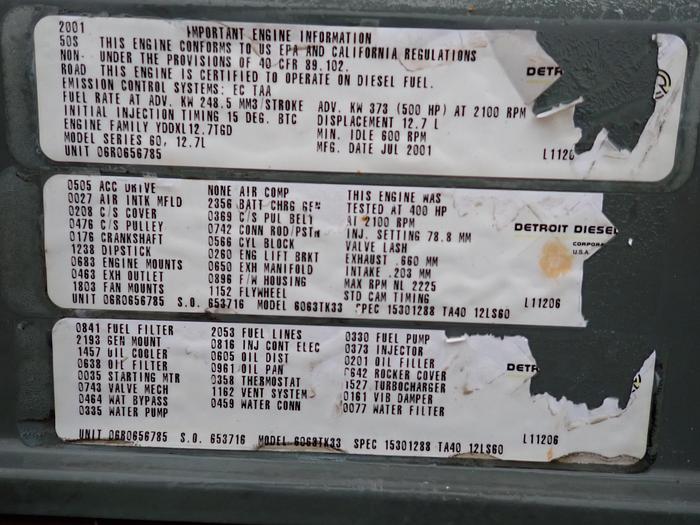 2001 IMPORTANT ENGINE INFORMATION
50S THIS ENGINE CONFORMS TO US EPA AND CALIFORNIA REGULATIONS
NON- UNDER THE PROVISIONS OF 40 CFR 89.102.
ROAD THIS ENGINE IS CERTIFIED TO OPERATE ON DIESEL FUEL.
EMISSION CONTROL SYSTEMS: EC TAA
FUEL RATE AT ADV. KW 248.5 MM3/STROKE ADV. KW 373 (500 HP) AT 2100 RPM
INITIAL INJECTION TIMING 15 DEG. BTC DISPLACEMENT 12.7 L
ENGINE FAMILY YDDXL12.7TGD MIN. IDLE 600 RPM
MODEL SERIES 60, 12.7L MFG. DATE JUL 2001
UNIT 06R0656785 L1120
DETR
0505 ACC DRIVE NONE AIR COMP THIS ENGINE WAS
0027 AIR INTK MFLD 2356 BATT CHRG GEN TESTED AT 400 HP
0208 C/S COVER 0369 C/S PUL BELT AT 2100 RPM
0476 C/S PULLEY 0742 CONN ROD/PSTN INJ. SETTING 78.8 MM
0176 CRANKSHAFT 0566 CYL BLOCK VALVE LASH
1238 DIPSTICK 0260 ENG LIFT BRKT EXHAUST .660 MM
0683 ENGINE MOUNTS 0650 EXH MANIFOLD INTAKE .203 MM
0463 EXH OUTLET 0896 F/W HOUSING MAX RPM NL 2225
1803 FAN MOUNTS 1152 FLYWHEEL STD CAM TIMING
UNIT 06R0656785 S.O. 653716 MODEL 6063TK33 SPEC 15301288 TA40 12LS60 L11206
DETROIT DIESEL
CORPORA
U.S.A.
0841 FUEL FILTER 2053 FUEL LINES 0330 FUEL PUMP
2193 GEN MOUNT 0816 INJ CONT ELEC 0373 INJECTOR
1457 OIL COOLER 0605 OIL DIST 0201 OIL FILLER
0638 OIL FILTER 0961 OIL PAN 0642 ROCKER COVER
0035 STARTING MTR 0358 THERMOSTAT 1527 TURBOCHARGER
0743 VALVE MECH 1162 VENT SYSTEM 0161 VIB DAMPER
0464 WAT BYPASS 0459 WATER CONN 0077 WATER FILTER
0335 WATER PUMP
UNIT 06R0656785 S.O. 653716 MODEL 6063TK33 SPEC 15301288 TA40 12LS60 L11206
DETR